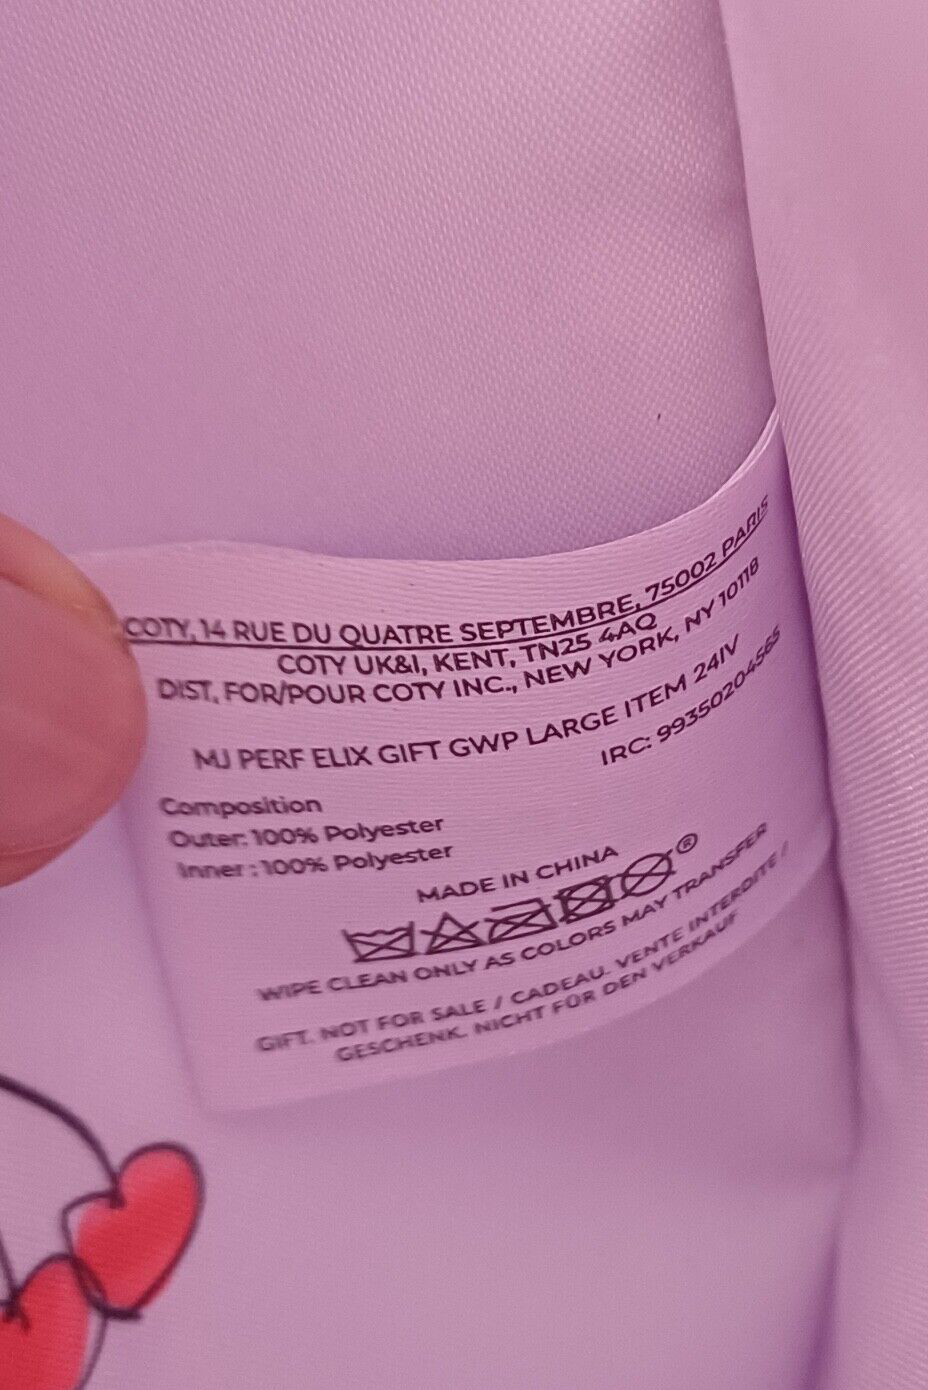 COTY, 14 RUE DU QUATRE SEPTEMBRE, 75002 PARIS
COTY UK&I, KENT, TN25 4AQ
DIST. FOR/POUR COTY INC., NEW YORK, NY 10118
MJ PERF ELIX GIFT GWP LARGE ITEM 24IV
IRC: 99350204565
Composition
Outer: 100% Polyester
Inner : 100% Polyester
MADE IN CHINA
®
WIPE CLEAN ONLY AS COLORS MAY TRANSFER
GIFT. NOT FOR SALE / CADEAU. VENTE INTERDITE /
GESCHENK. NICHT FÜR DEN VERKAUF